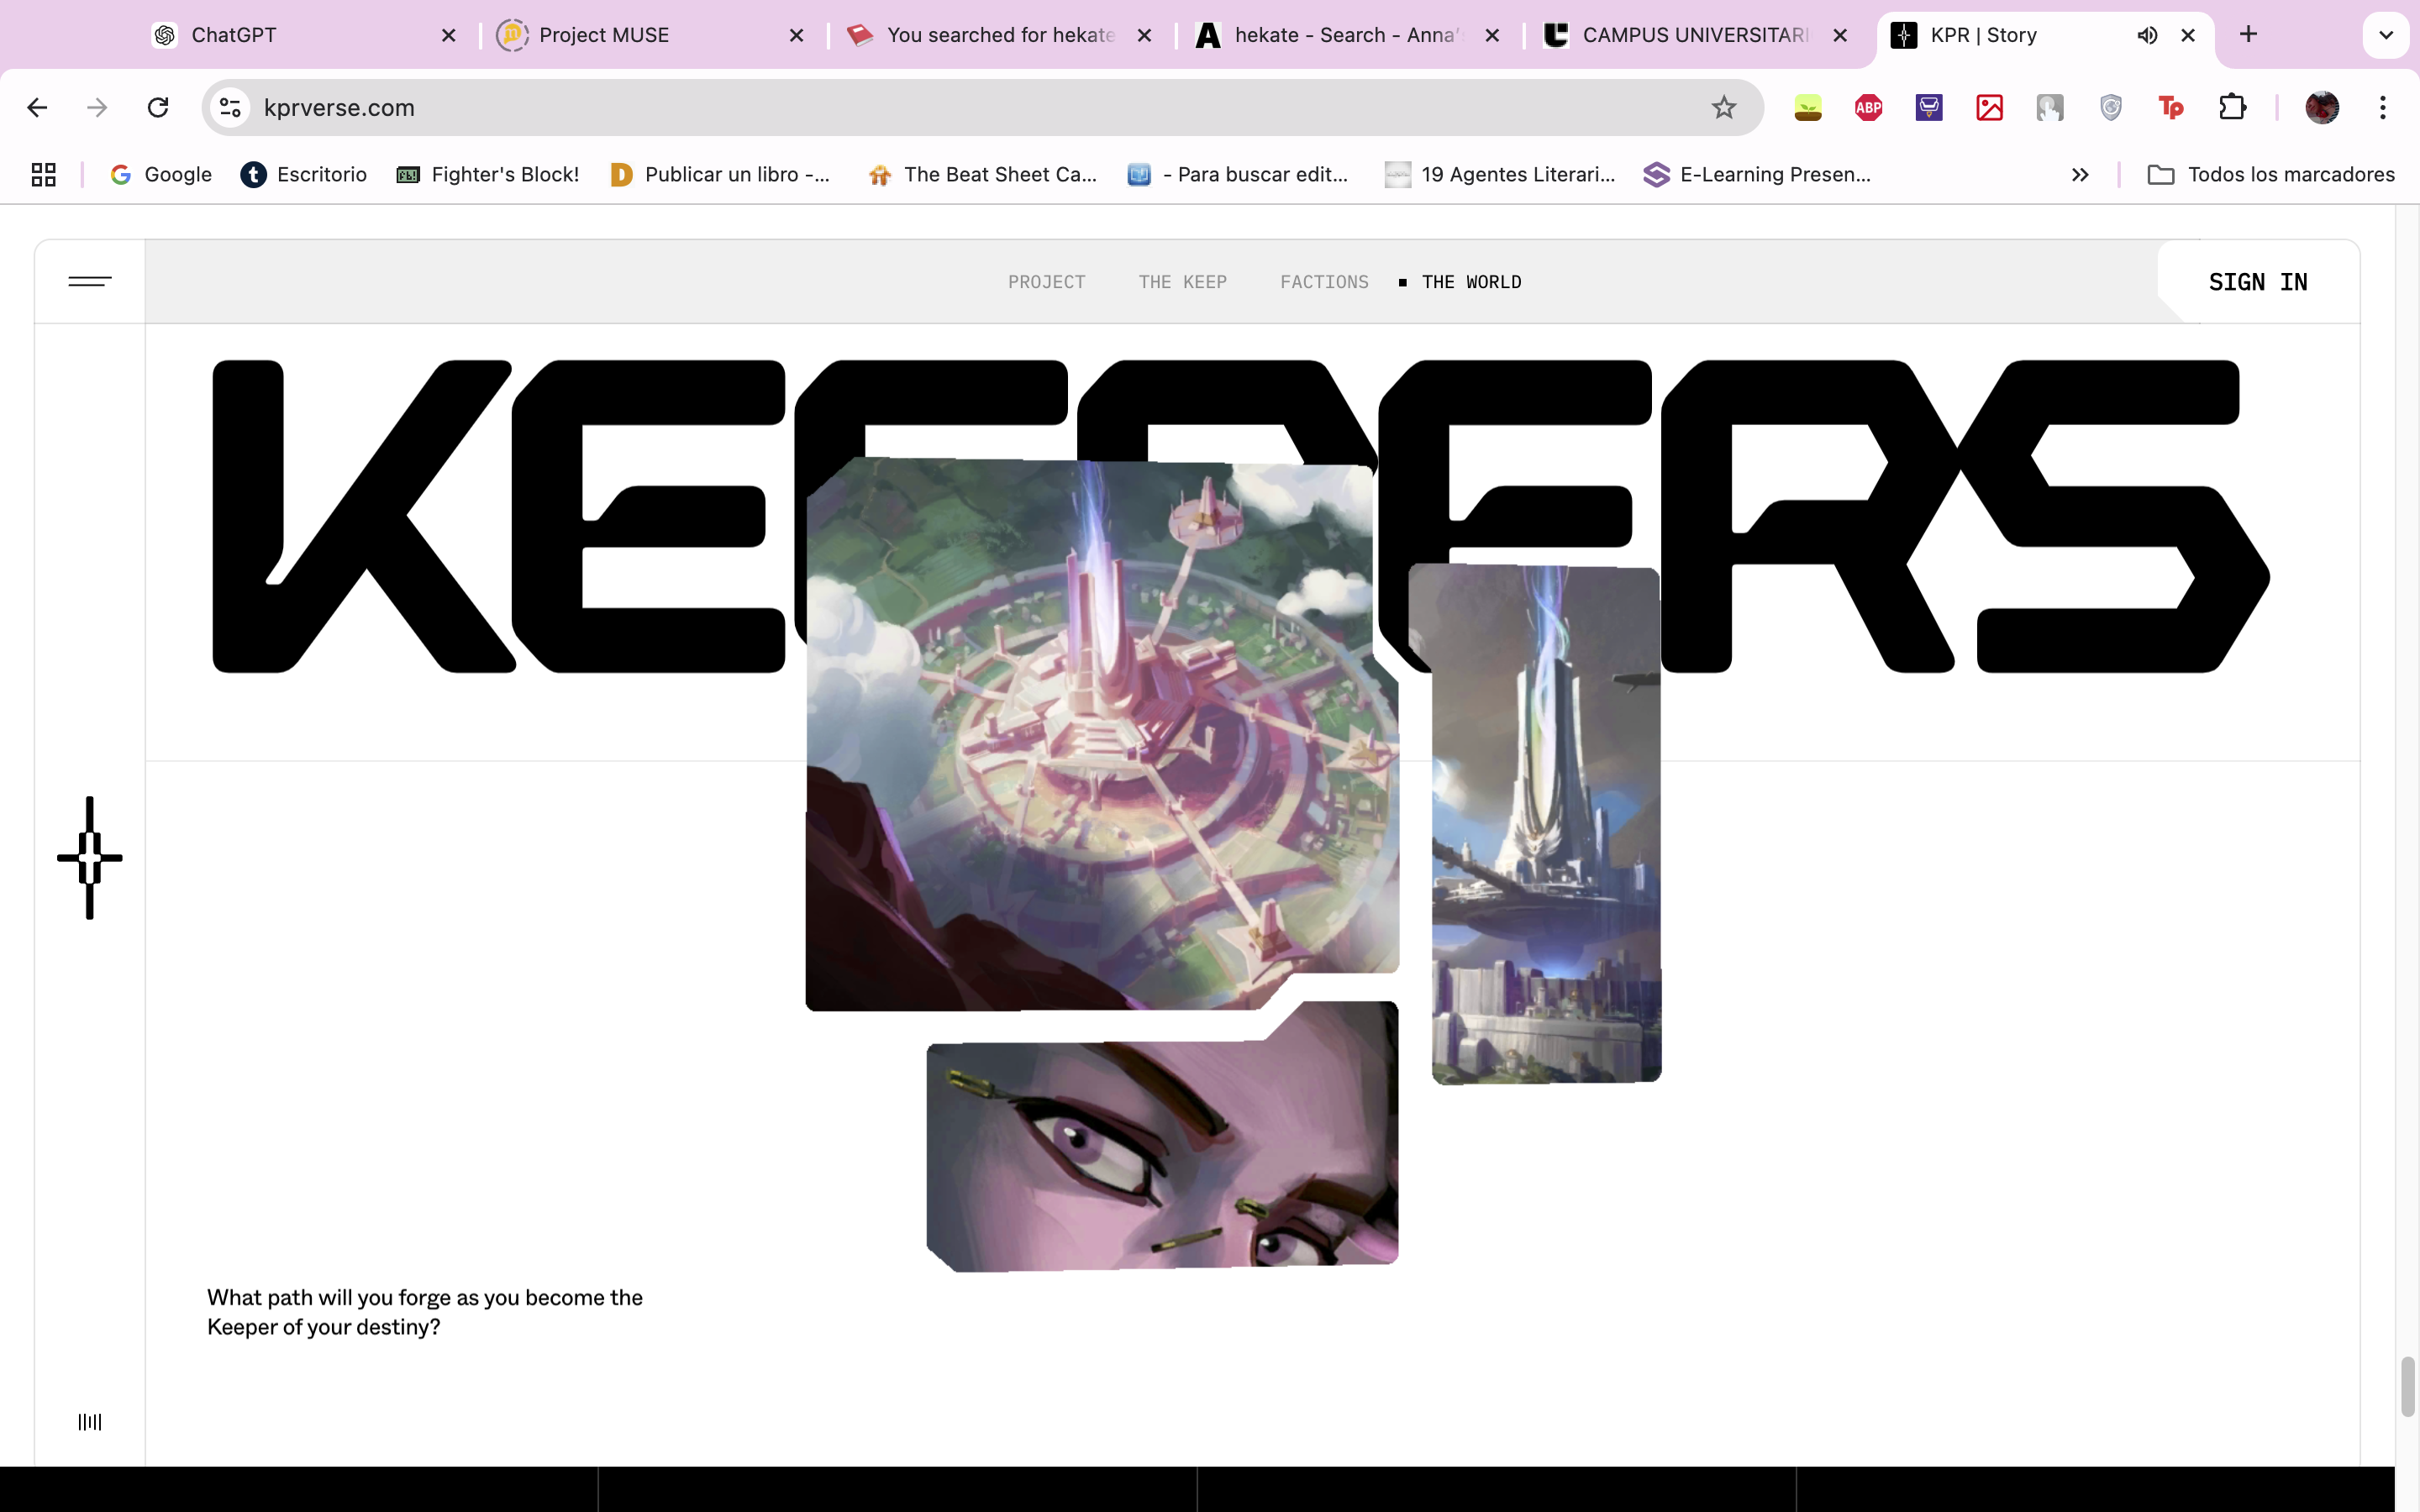 ChatGPT
Project MUSE
You searched for hekate
hekate - Search - Anna's
CAMPUS UNIVERSITARI
KPR | Story
kprverse.com
ABP
Tp
Google
Escritorio
Fighter's Block!
Publicar un libro -...
The Beat Sheet Ca...
- Para buscar edit...
19 Agentes Literari...
E-Learning Presen...
Todos los marcadores
PROJECT
THE KEEP
FACTIONS
THE WORLD
SIGN IN
KEEPERS
What path will you forge as you become the
Keeper of your destiny?